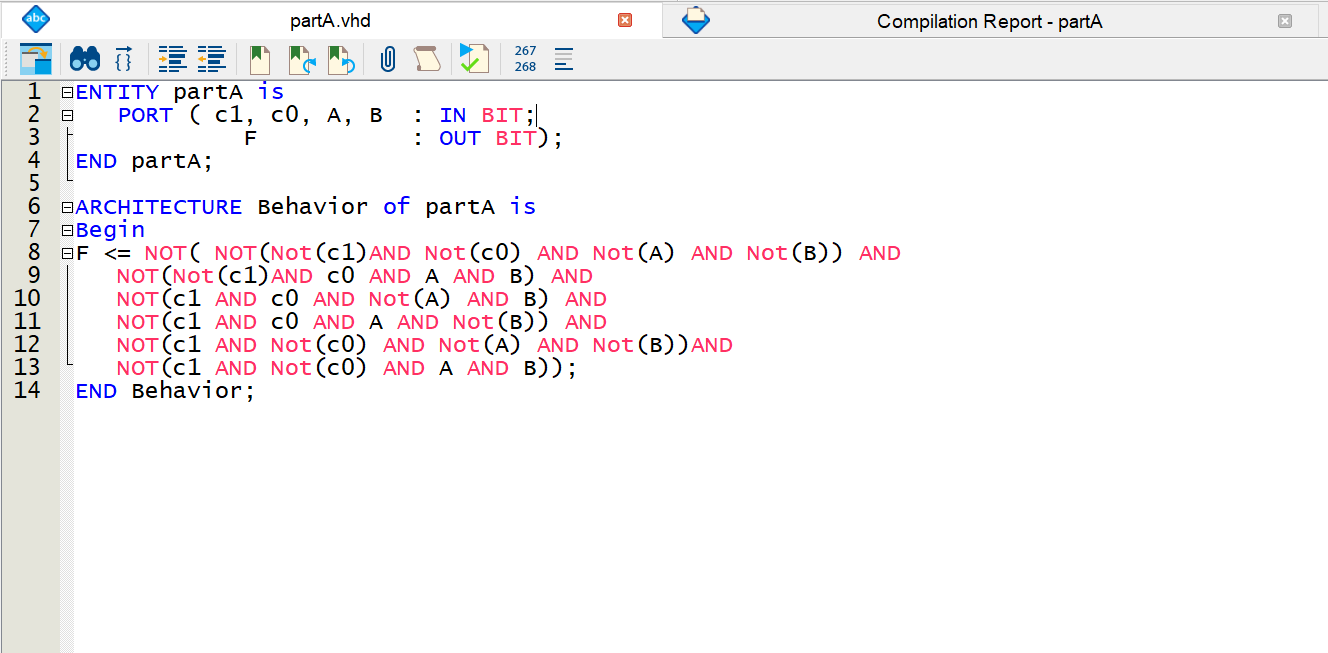 abc partA.vhd Compilation Report - partA
{} 267
268
1 ENTITY partA is
2 PORT ( c1, c0, A, B : IN BIT;
3 F : OUT BIT);
4 END partA;
5
6 ARCHITECTURE Behavior of partA is
7 Begin
8 F <= NOT( NOT(Not(c1)AND Not(c0) AND Not(A) AND Not(B)) AND
9 NOT(Not(c1)AND c0 AND A AND B) AND
10 NOT(c1 AND c0 AND Not(A) AND B) AND
11 NOT(c1 AND c0 AND A AND Not(B)) AND
12 NOT(c1 AND Not(c0) AND Not(A) AND Not(B))AND
13 NOT(c1 AND Not(c0) AND A AND B));
14 END Behavior;